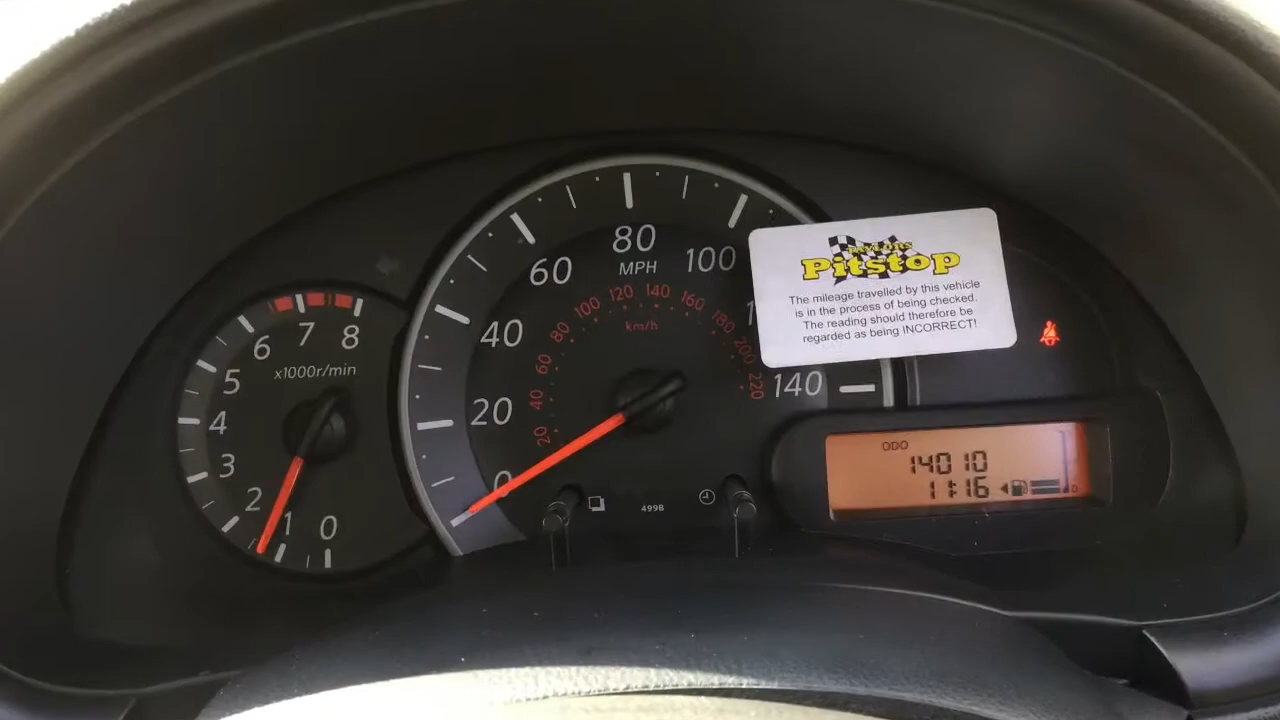 TAYLORS
Pitstop
The mileage travelled by this vehicle
is in the process of being checked.
The reading should therefore be
regarded as being INCORRECT!
0 20 40 60 80 100 140
MPH
20 40 60 80 100 120 140 160 180 200 220
km/h
0 1 2 3 4 5 6 7 8
x1000r/min
499B
ODO
14010
11:16